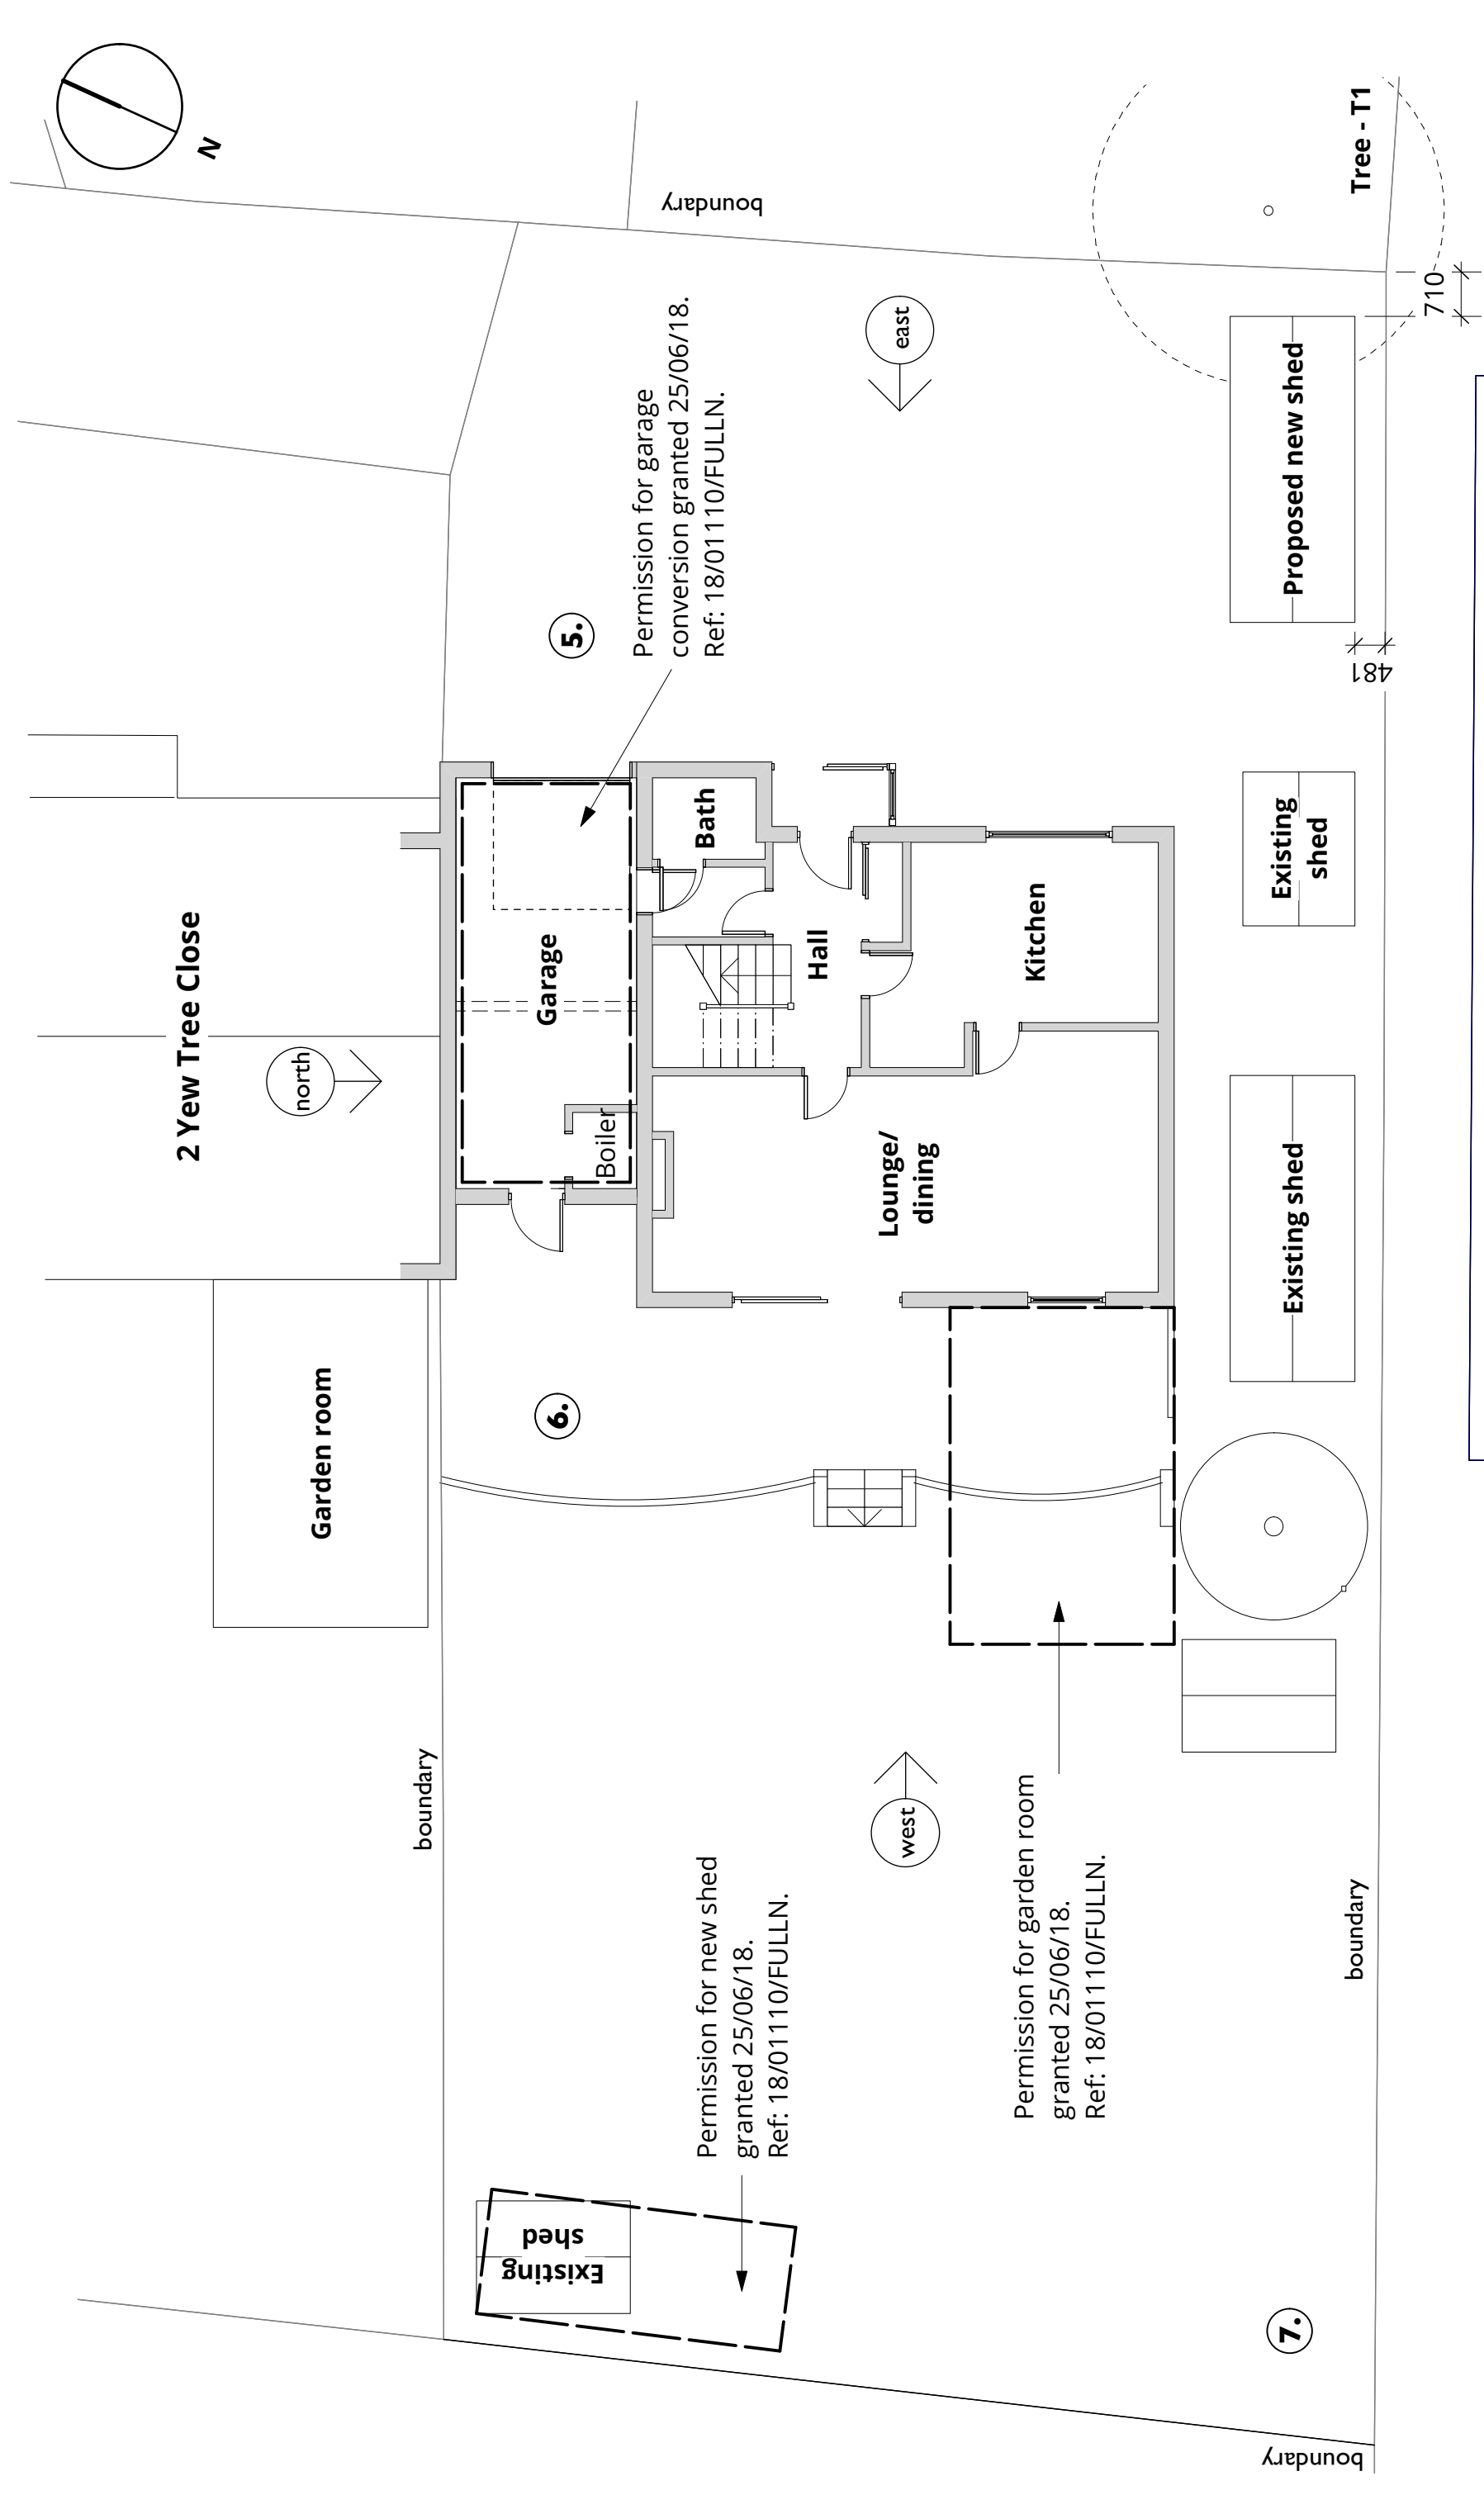 N
boundary
Tree - T1
710
east
Permission for garage
conversion granted 25/06/18.
Ref: 18/01110/FULLN.
5.
Proposed new shed
481
2 Yew Tree Close
north
Garage
Bath
Hall
Kitchen
Boiler
Lounge/
dining
Existing
shed
Existing shed
Garden room
6.
boundary
west
Permission for new shed
granted 25/06/18.
Ref: 18/01110/FULLN.
Permission for garden room
granted 25/06/18.
Ref: 18/01110/FULLN.
boundary
Existing
shed
7.
boundary